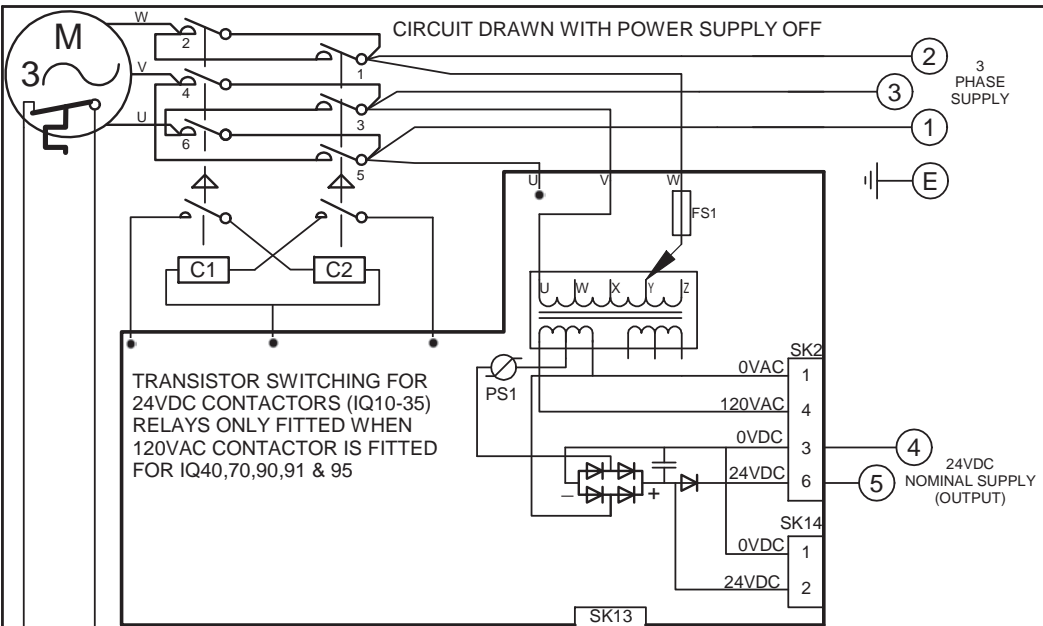 CIRCUIT DRAWN WITH POWER SUPPLY OFF
M
3
W
V
U
2
4
6
1
3
5
2
3
1
E
3
PHASE
SUPPLY
U
V
W
FS1
C1
C2
U
W
X
Y
Z
PS1
TRANSISTOR SWITCHING FOR
24VDC CONTACTORS (IQ10-35)
RELAYS ONLY FITTED WHEN
120VAC CONTACTOR IS FITTED
FOR IQ40,70,90,91 & 95
SK2
0VAC 1
120VAC 4
0VDC 3
24VDC 6
4
5
24VDC
NOMINAL SUPPLY
(OUTPUT)
− +
SK14
0VDC 1
24VDC 2
SK13